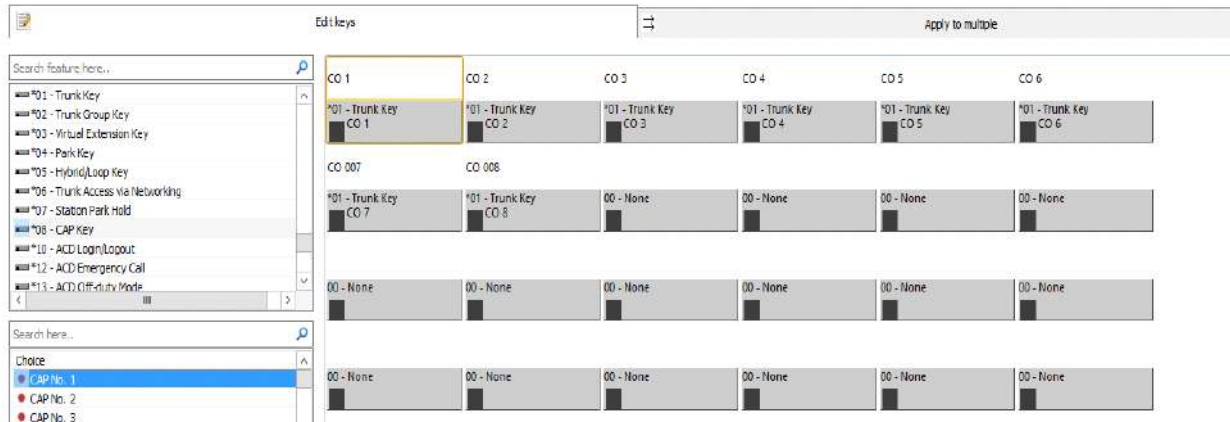 Edit keys
Apply to multiple
Search feature here..
*01 - Trunk Key
*02 - Trunk Group Key
*03 - Virtual Extension Key
*04 - Park Key
*05 - Hybrid/Loop Key
*06 - Trunk Access via Networking
*07 - Station Park Hold
*08 - CAP Key
*10 - ACD Login/Logout
*12 - ACD Emergency Call
*13 - ACD Off-duty Mode
Search here..
Choice
CAP No. 1
CAP No. 2
CAP No. 3
CO 1 CO 2 CO 3 CO 4 CO 5 CO 6
*01 - Trunk Key *01 - Trunk Key *01 - Trunk Key *01 - Trunk Key *01 - Trunk Key *01 - Trunk Key
CO 1 CO 2 CO 3 CO 4 CO 5 CO 6
CO 007 CO 008
*01 - Trunk Key *01 - Trunk Key 00 - None 00 - None 00 - None 00 - None
CO 7 CO 8
00 - None 00 - None 00 - None 00 - None 00 - None 00 - None
00 - None 00 - None 00 - None 00 - None 00 - None 00 - None